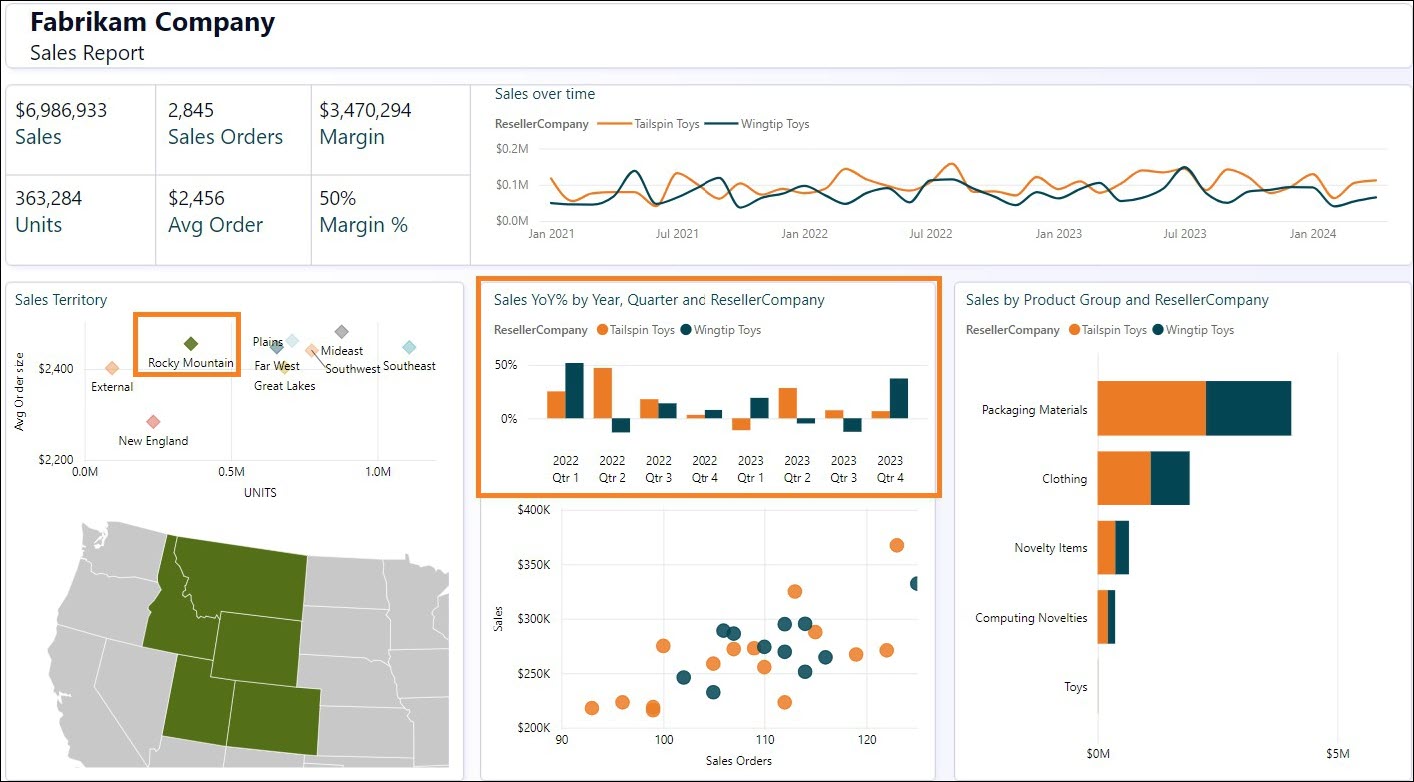 Fabrikam Company
Sales Report
$6,986,933
Sales
2,845
Sales Orders
$3,470,294
Margin
363,284
Units
$2,456
Avg Order
50%
Margin %
Sales over time
ResellerCompany Tailspin Toys Wingtip Toys
$0.2M
$0.1M
$0.0M
Jan 2021 Jul 2021 Jan 2022 Jul 2022 Jan 2023 Jul 2023 Jan 2024
Sales Territory
Avg Order size
$2,400
$2,200
Rocky Mountain
External
New England
Plains
Far West
Great Lakes
Mideast
Southwest
Southeast
0.0M 0.5M 1.0M
UNITS
Sales YoY% by Year, Quarter and ResellerCompany
ResellerCompany Tailspin Toys Wingtip Toys
50%
0%
2022 2022 2022 2022 2023 2023 2023 2023
Qtr 1 Qtr 2 Qtr 3 Qtr 4 Qtr 1 Qtr 2 Qtr 3 Qtr 4
$400K
$350K
$300K
$250K
$200K
Sales
90 100 110 120
Sales Orders
Sales by Product Group and ResellerCompany
ResellerCompany Tailspin Toys Wingtip Toys
Packaging Materials
Clothing
Novelty Items
Computing Novelties
Toys
$0M $5M